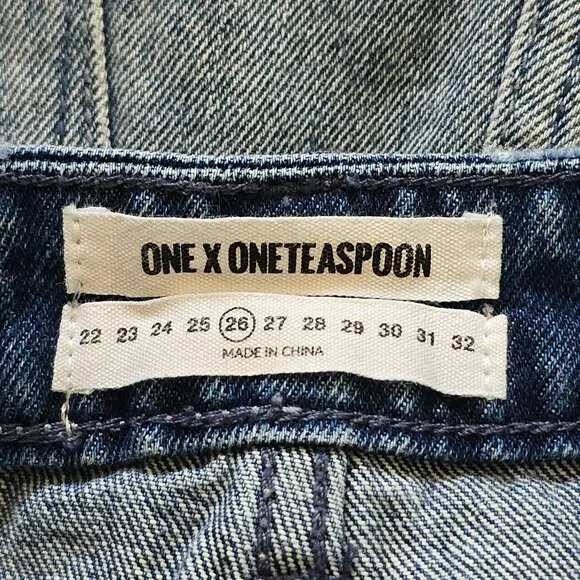 ONE X ONETEASPOON
22 23 24 25 26 27 28 29 30 31 32
MADE IN CHINA